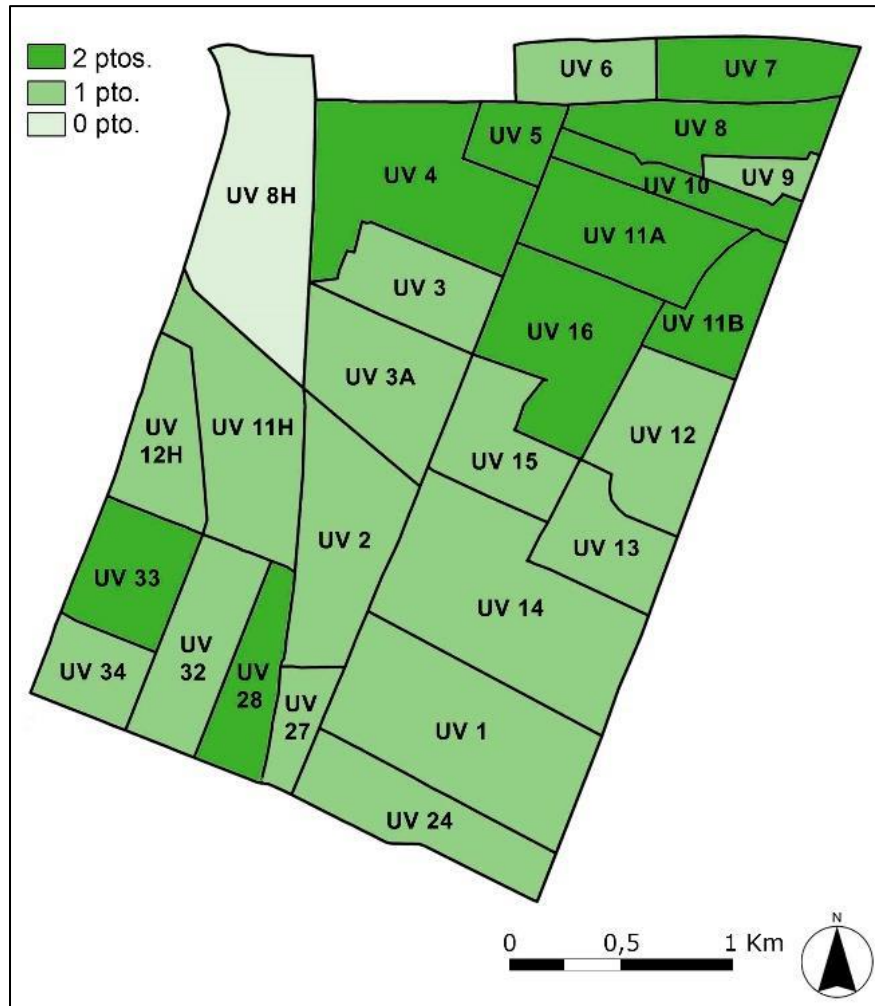 2 ptos.
1 pto.
0 pto.
UV 6
UV 7
UV 8
UV 5
UV 4
UV 9
UV 10
UV 8H
UV 11A
UV 3
UV 11B
UV 16
UV 3A
UV 11H
UV
12H
UV 12
UV 15
UV 2
UV 13
UV 33
UV 14
UV 34
UV
32
UV
28
UV
27
UV 1
UV 24
0
0,5
1 Km
N